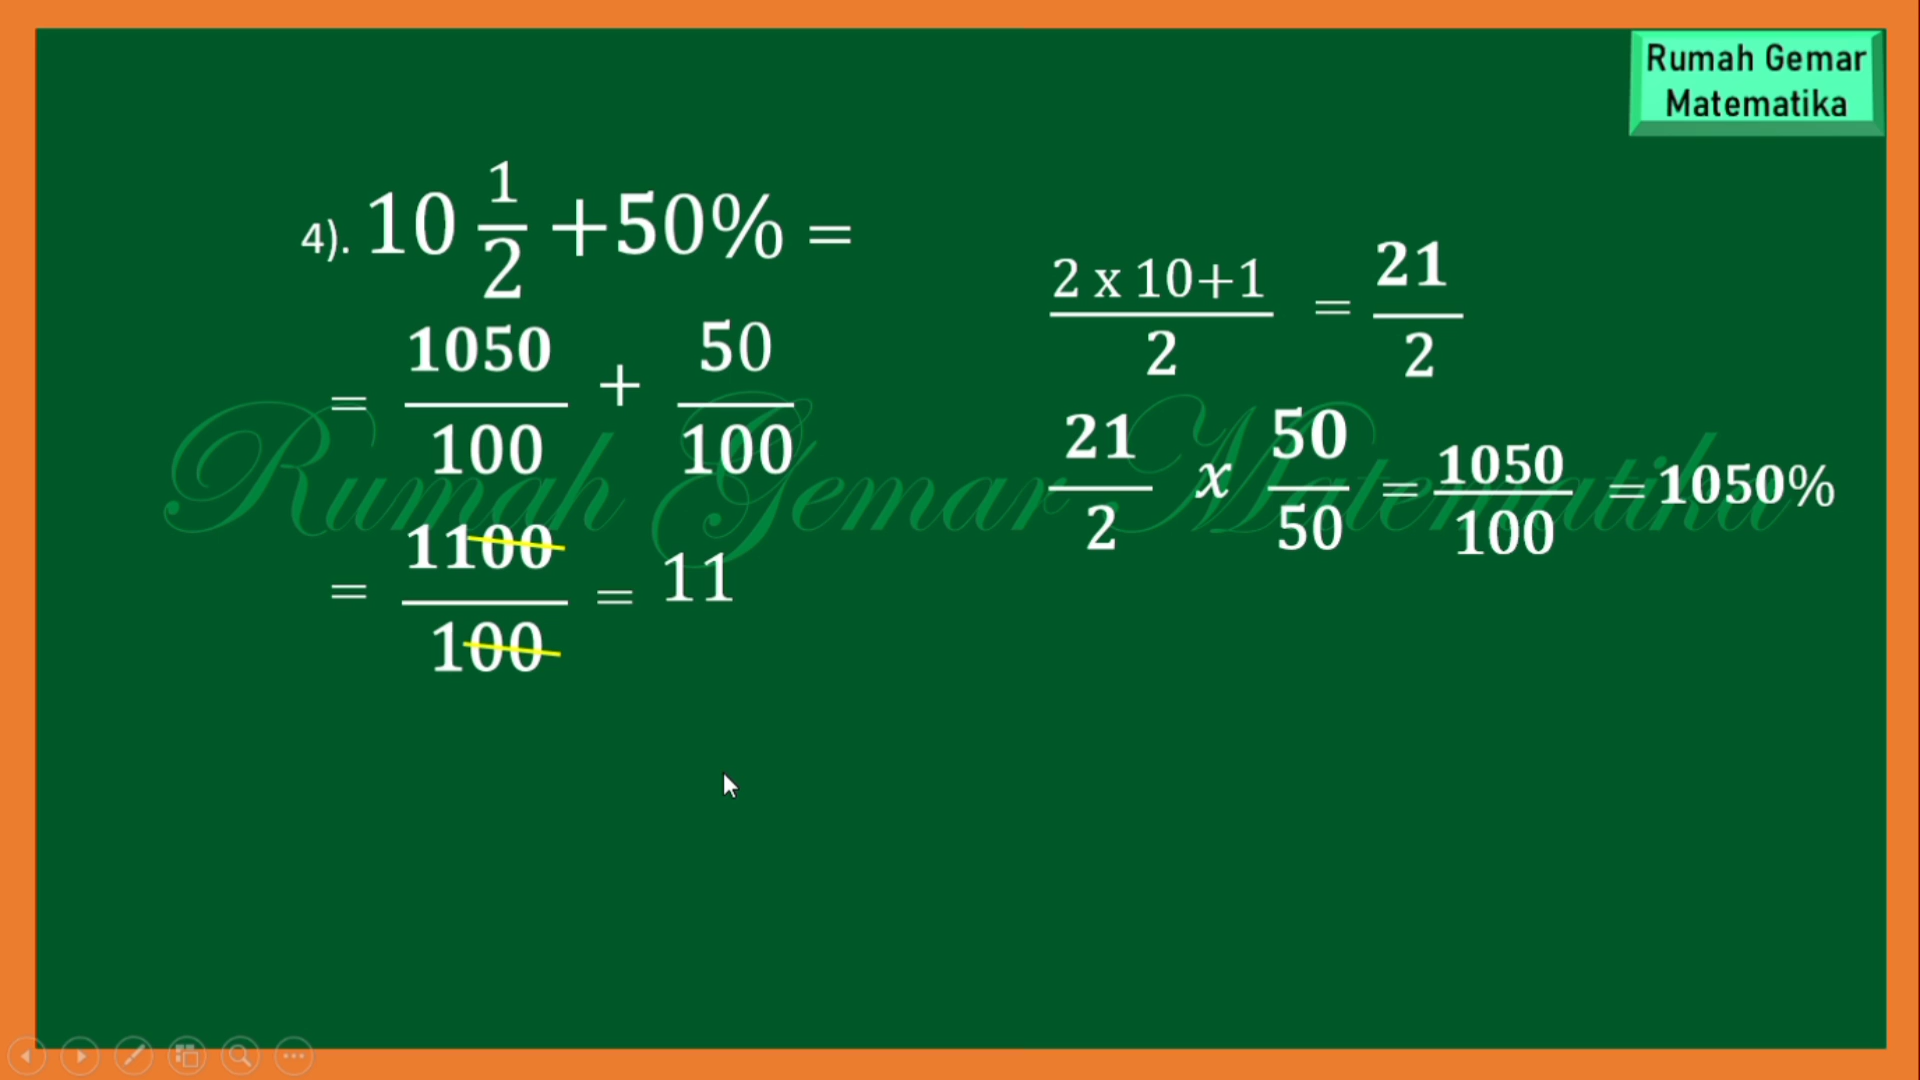 Rumah Gemar
Matematika
4). 10 1/2 +50% =
= 1050/100 + 50/100
= 1100/100 = 11
2 x 10+1/2 = 21/2
21/2 x 50/50 = 1050/100 =1050%
Rumah Gemar Matematika